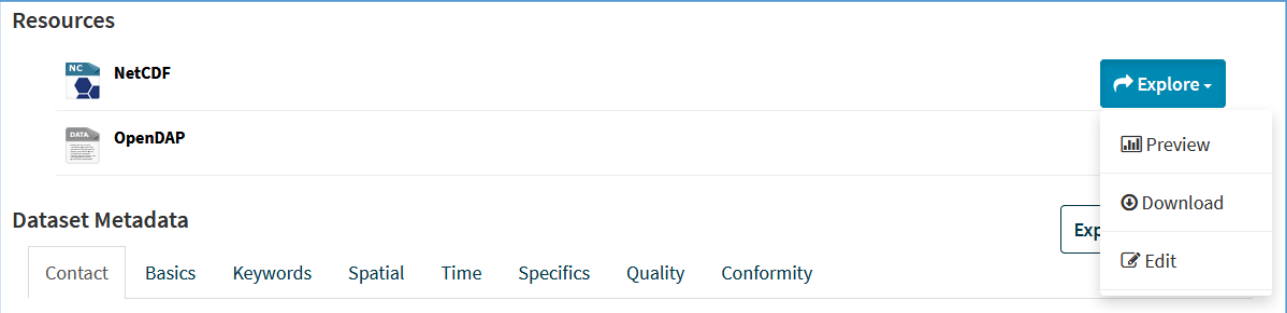 Resources
NC
NetCDF
Explore
DATA
OpenDAP
Preview
Download
Edit
Dataset Metadata
Exp
Contact Basics Keywords Spatial Time Specifics Quality Conformity